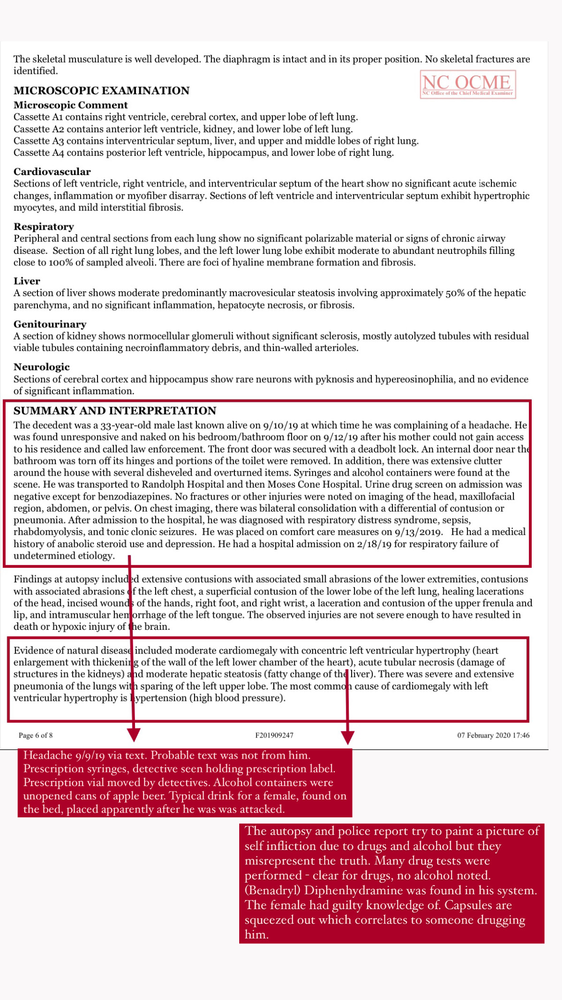 The skeletal musculature is well developed. The diaphragm is intact and in its proper position. No skeletal fractures are
identified.
NC OCME
NC Office of the Chief Medical Examiner
MICROSCOPIC EXAMINATION
Microscopic Comment
Cassette A1 contains right ventricle, cerebral cortex, and upper lobe of left lung.
Cassette A2 contains anterior left ventricle, kidney, and lower lobe of left lung.
Cassette A3 contains interventricular septum, liver, and upper and middle lobes of right lung.
Cassette A4 contains posterior left ventricle, hippocampus, and lower lobe of right lung.
Cardiovascular
Sections of left ventricle, right ventricle, and interventricular septum of the heart show no significant acute ischemic
changes, inflammation or myofiber disarray. Sections of left ventricle and interventricular septum exhibit hypertrophic
myocytes, and mild interstitial fibrosis.
Respiratory
Peripheral and central sections from each lung show no significant polarizable material or signs of chronic airway
disease.  Section of all right lung lobes, and the left lower lung lobe exhibit moderate to abundant neutrophils filling
close to 100% of sampled alveoli. There are foci of hyaline membrane formation and fibrosis.
Liver
A section of liver shows moderate predominantly macrovesicular steatosis involving approximately 50% of the hepatic
parenchyma, and no significant inflammation, hepatocyte necrosis, or fibrosis.
Genitourinary
A section of kidney shows normocellular glomeruli without significant sclerosis, mostly autolyzed tubules with residual
viable tubules containing necroinflammatory debris, and thin-walled arterioles.
Neurologic
Sections of cerebral cortex and hippocampus show rare neurons with pyknosis and hypereosinophilia, and no evidence
of significant inflammation.
SUMMARY AND INTERPRETATION
The decedent was a 33-year-old male last known alive on 9/10/19 at which time he was complaining of a headache. He
was found unresponsive and naked on his bedroom/bathroom floor on 9/12/19 after his mother could not gain access
to his residence and called law enforcement. The front door was secured with a deadbolt lock. An internal door near the
bathroom was torn off its hinges and portions of the toilet were removed. In addition, there was extensive clutter
around the house with several disheveled and overturned items. Syringes and alcohol containers were found at the
scene. He was transported to Randolph Hospital and then Moses Cone Hospital. Urine drug screen on admission was
negative except for benzodiazepines. No fractures or other injuries were noted on imaging of the head, maxillofacial
region, abdomen, or pelvis. On chest imaging, there was bilateral consolidation with a differential of contusion or
pneumonia. After admission to the hospital, he was diagnosed with respiratory distress syndrome, sepsis,
rhabdomyolysis, and tonic clonic seizures.  He was placed on comfort care measures on 9/13/2019.   He had a medical
history of anabolic steroid use and depression. He had a hospital admission on 2/18/19 for respiratory failure of
undetermined etiology.
Findings at autopsy included extensive contusions with associated small abrasions of the lower extremities, contusions
with associated abrasions of the left chest, a superficial contusion of the lower lobe of the left lung, healing lacerations
of the head, incised wounds of the hands, right foot, and right wrist, a laceration and contusion of the upper frenula and
lip, and intramuscular hemorrhage of the left tongue. The observed injuries are not severe enough to have resulted in
death or hypoxic injury of the brain.
Evidence of natural disease included moderate cardiomegaly with concentric left ventricular hypertrophy (heart
enlargement with thickening of the wall of the left lower chamber of the heart), acute tubular necrosis (damage of
structures in the kidneys) and moderate hepatic steatosis (fatty change of the liver). There was severe and extensive
pneumonia of the lungs with sparing of the left upper lobe. The most common cause of cardiomegaly with left
ventricular hypertrophy is hypertension (high blood pressure).
Page 6 of 8 F201909247 07 February 2020 17:46
Headache 9/9/19 via text. Probable text was not from him.
Prescription syringes, detective seen holding prescription label.
Prescription vial moved by detectives. Alcohol containers were
unopened cans of apple beer. Typical drink for a female, found on
the bed, placed apparently after he was was attacked.
The autopsy and police report try to paint a picture of
self infliction due to drugs and alcohol but they
misrepresent the truth. Many drug tests were
performed - clear for drugs, no alcohol noted.
(Benadryl) Diphenhydramine was found in his system.
The female had guilty knowledge of. Capsules are
squeezed out which correlates to someone drugging
him.